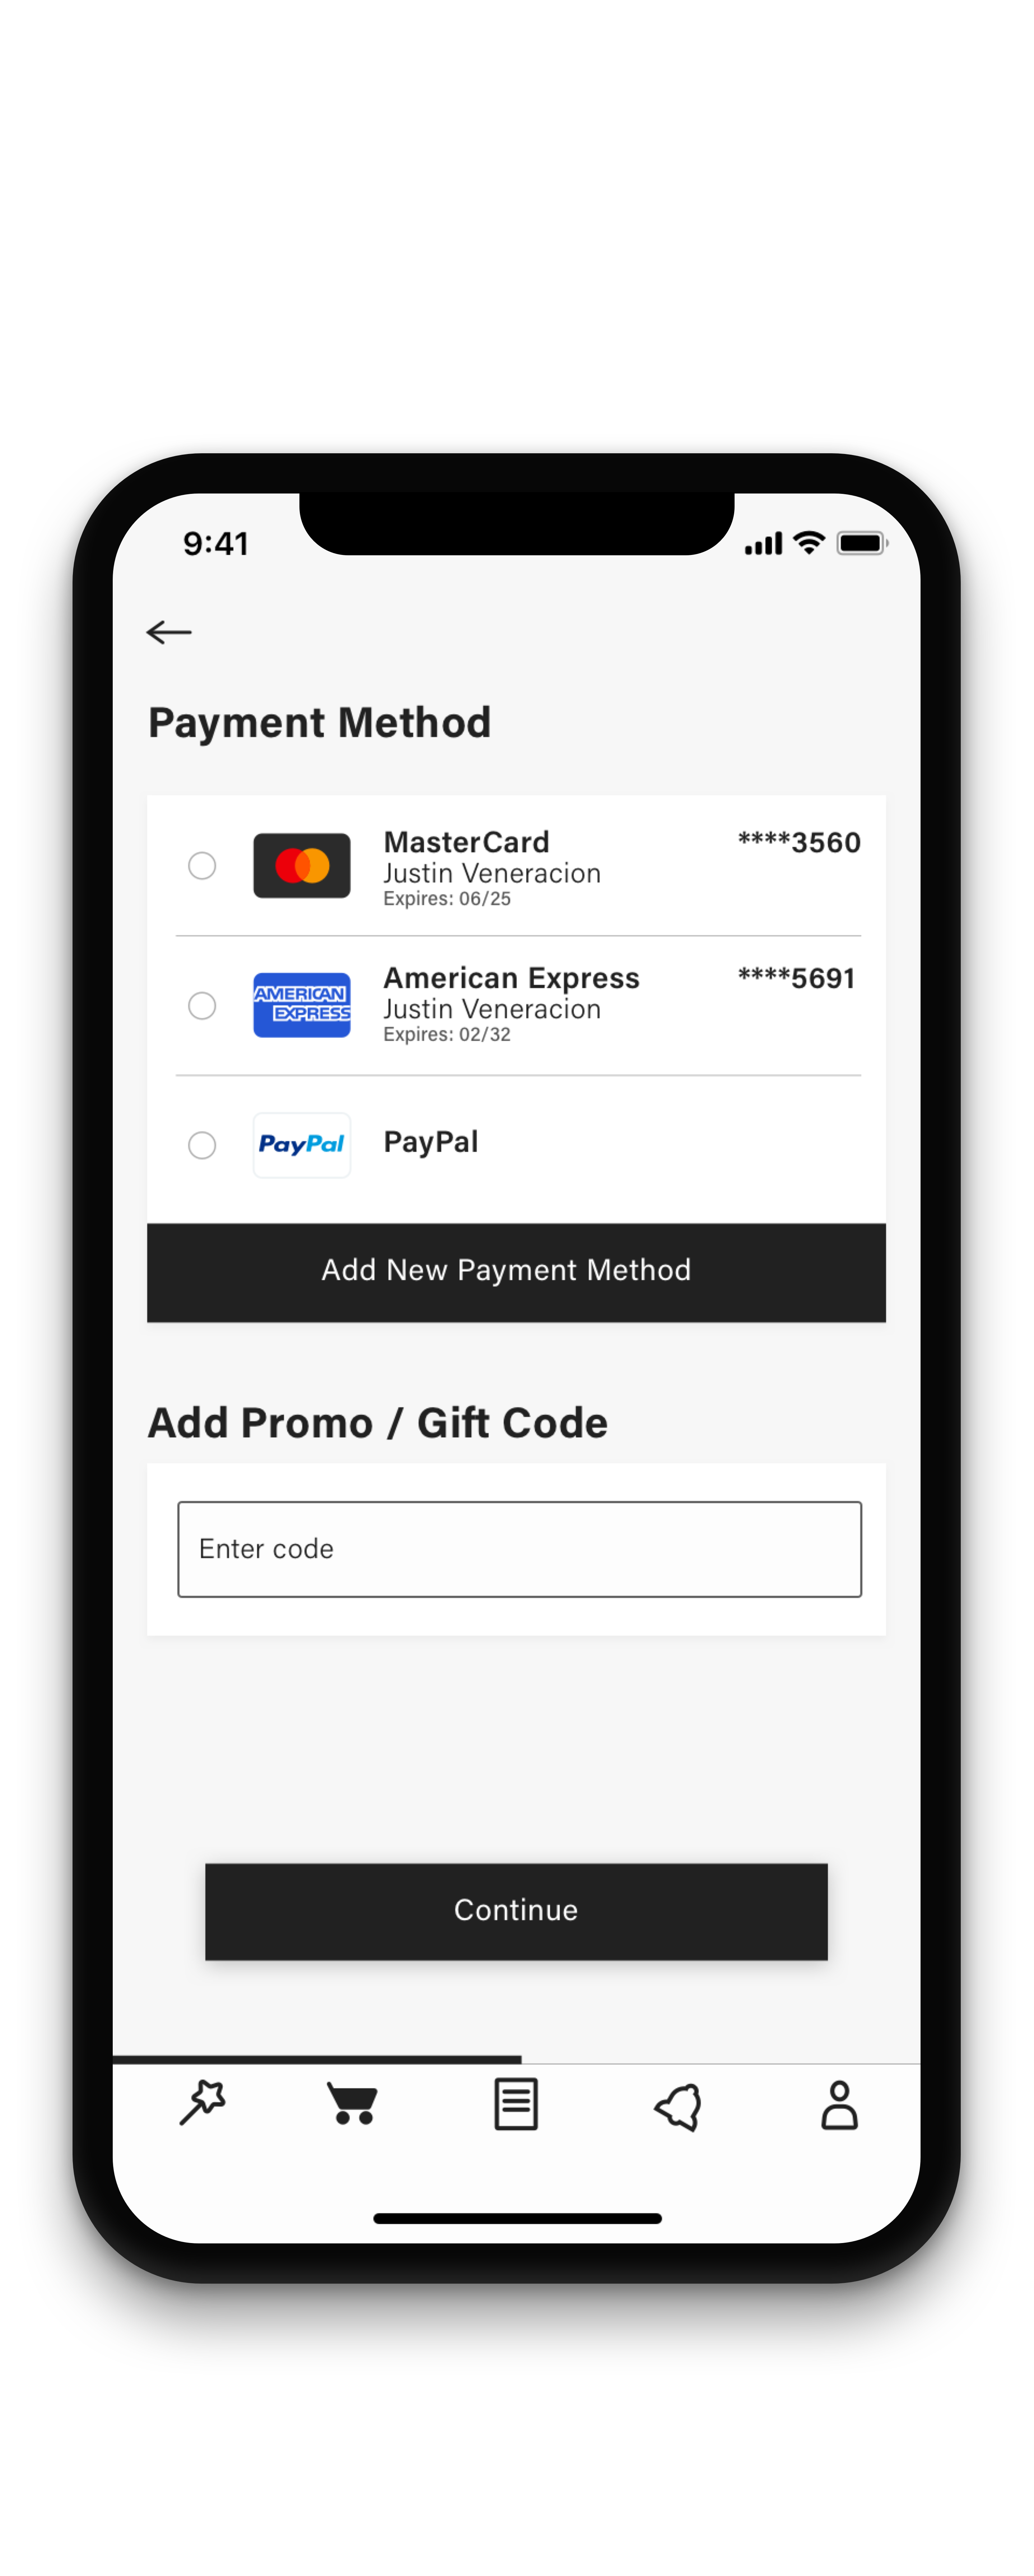 9:41
Payment Method
MasterCard ****3560
Justin Veneracion
Expires: 06/25
AMERICAN
EXPRESS
American Express ****5691
Justin Veneracion
Expires: 02/32
PayPal PayPal
Add New Payment Method
Add Promo / Gift Code
Enter code
Continue